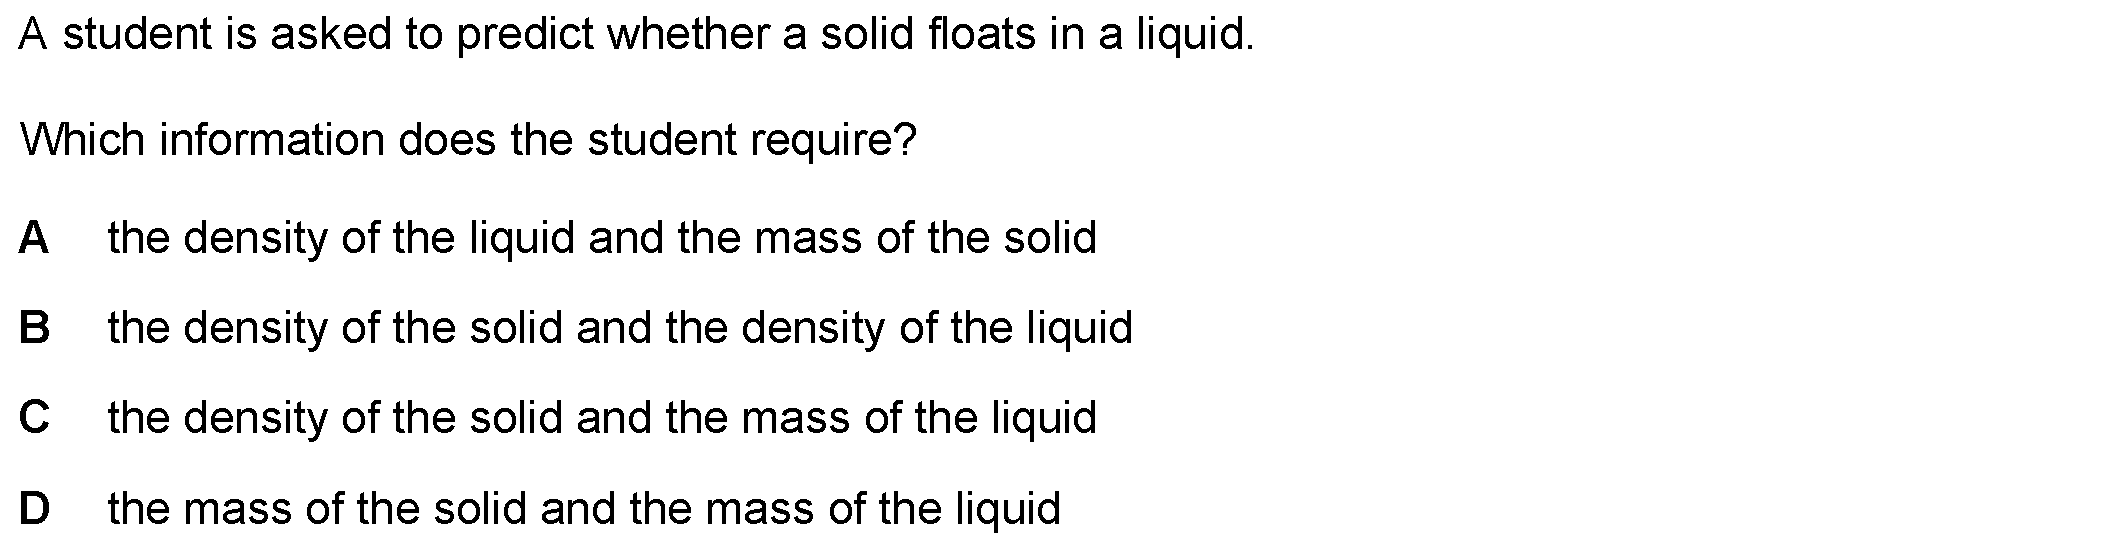 A student is asked to predict whether a solid floats in a liquid.
Which information does the student require?
A the density of the liquid and the mass of the solid
B the density of the solid and the density of the liquid
C the density of the solid and the mass of the liquid
D the mass of the solid and the mass of the liquid